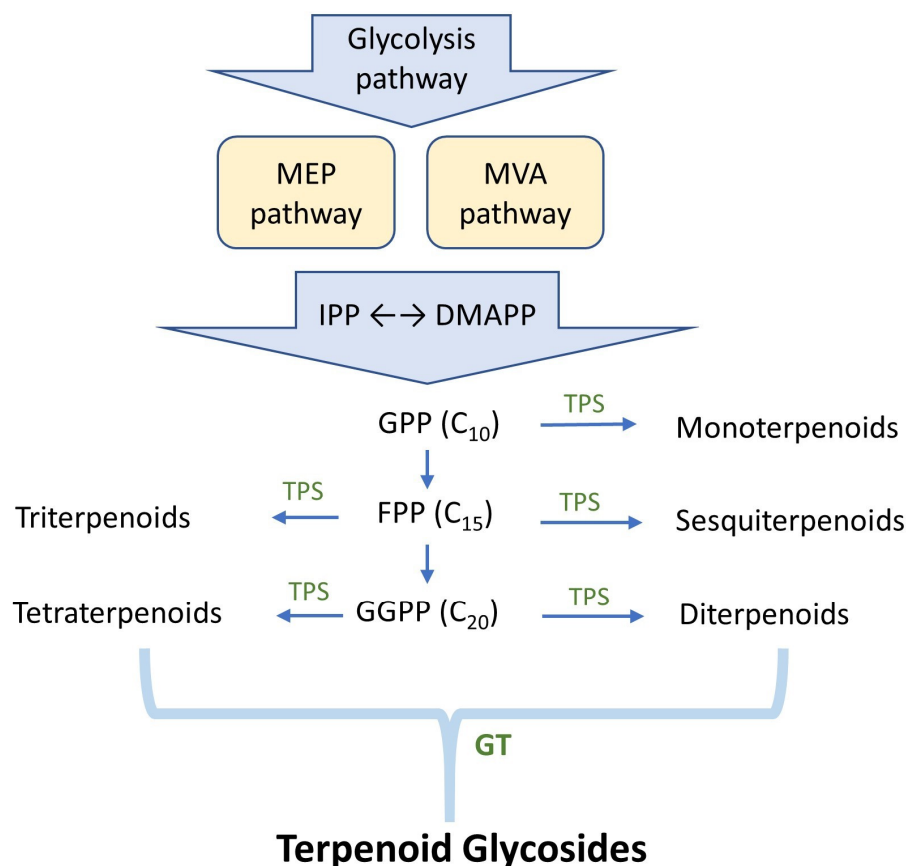 Glycolysis
pathway
MEP
pathway
MVA
pathway
IPP ←→ DMAPP
GPP (C₁₀)
TPS
Monoterpenoids
Triterpenoids
TPS
FPP (C₁₅)
TPS
Sesquiterpenoids
Tetraterpenoids
TPS
GGPP (C₂₀)
TPS
Diterpenoids
GT
Terpenoid Glycosides